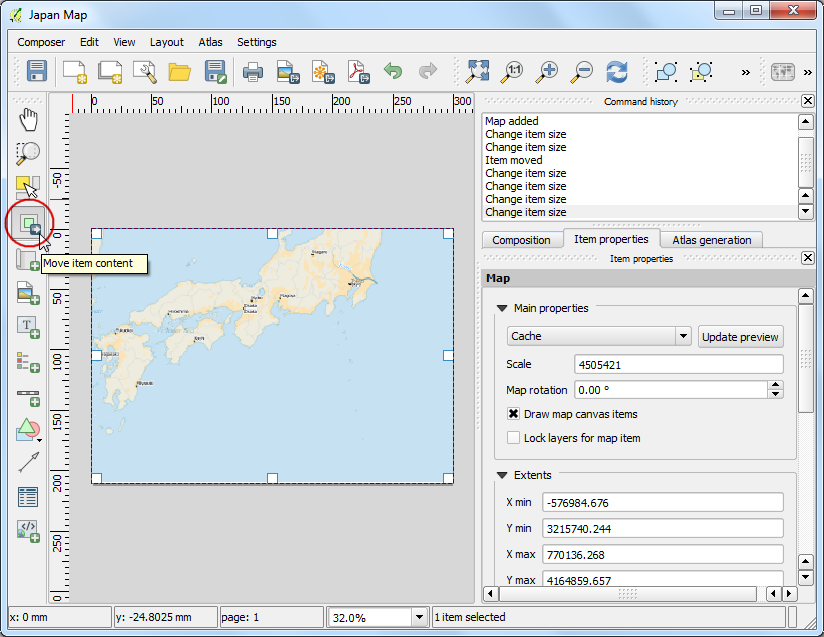 Japan Map
Composer Edit View Layout Atlas Settings
1:1
»
»
0 50 100 150 200 250 300
-50
0
50
100
150
200
250
300
Move item content
T
Command history
Map added
Change item size
Change item size
Item moved
Change item size
Change item size
Change item size
Change item size
Composition Item properties Atlas generation
Item properties
Map
Main properties
Cache Update preview
Scale 4505421
Map rotation 0.00 °
Draw map canvas items
Lock layers for map item
Extents
X min -576984.676
Y min 3215740.244
X max 770136.268
Y max 4164859.657
x: 0 mm y: -24.8025 mm page: 1 32.0% 1 item selected